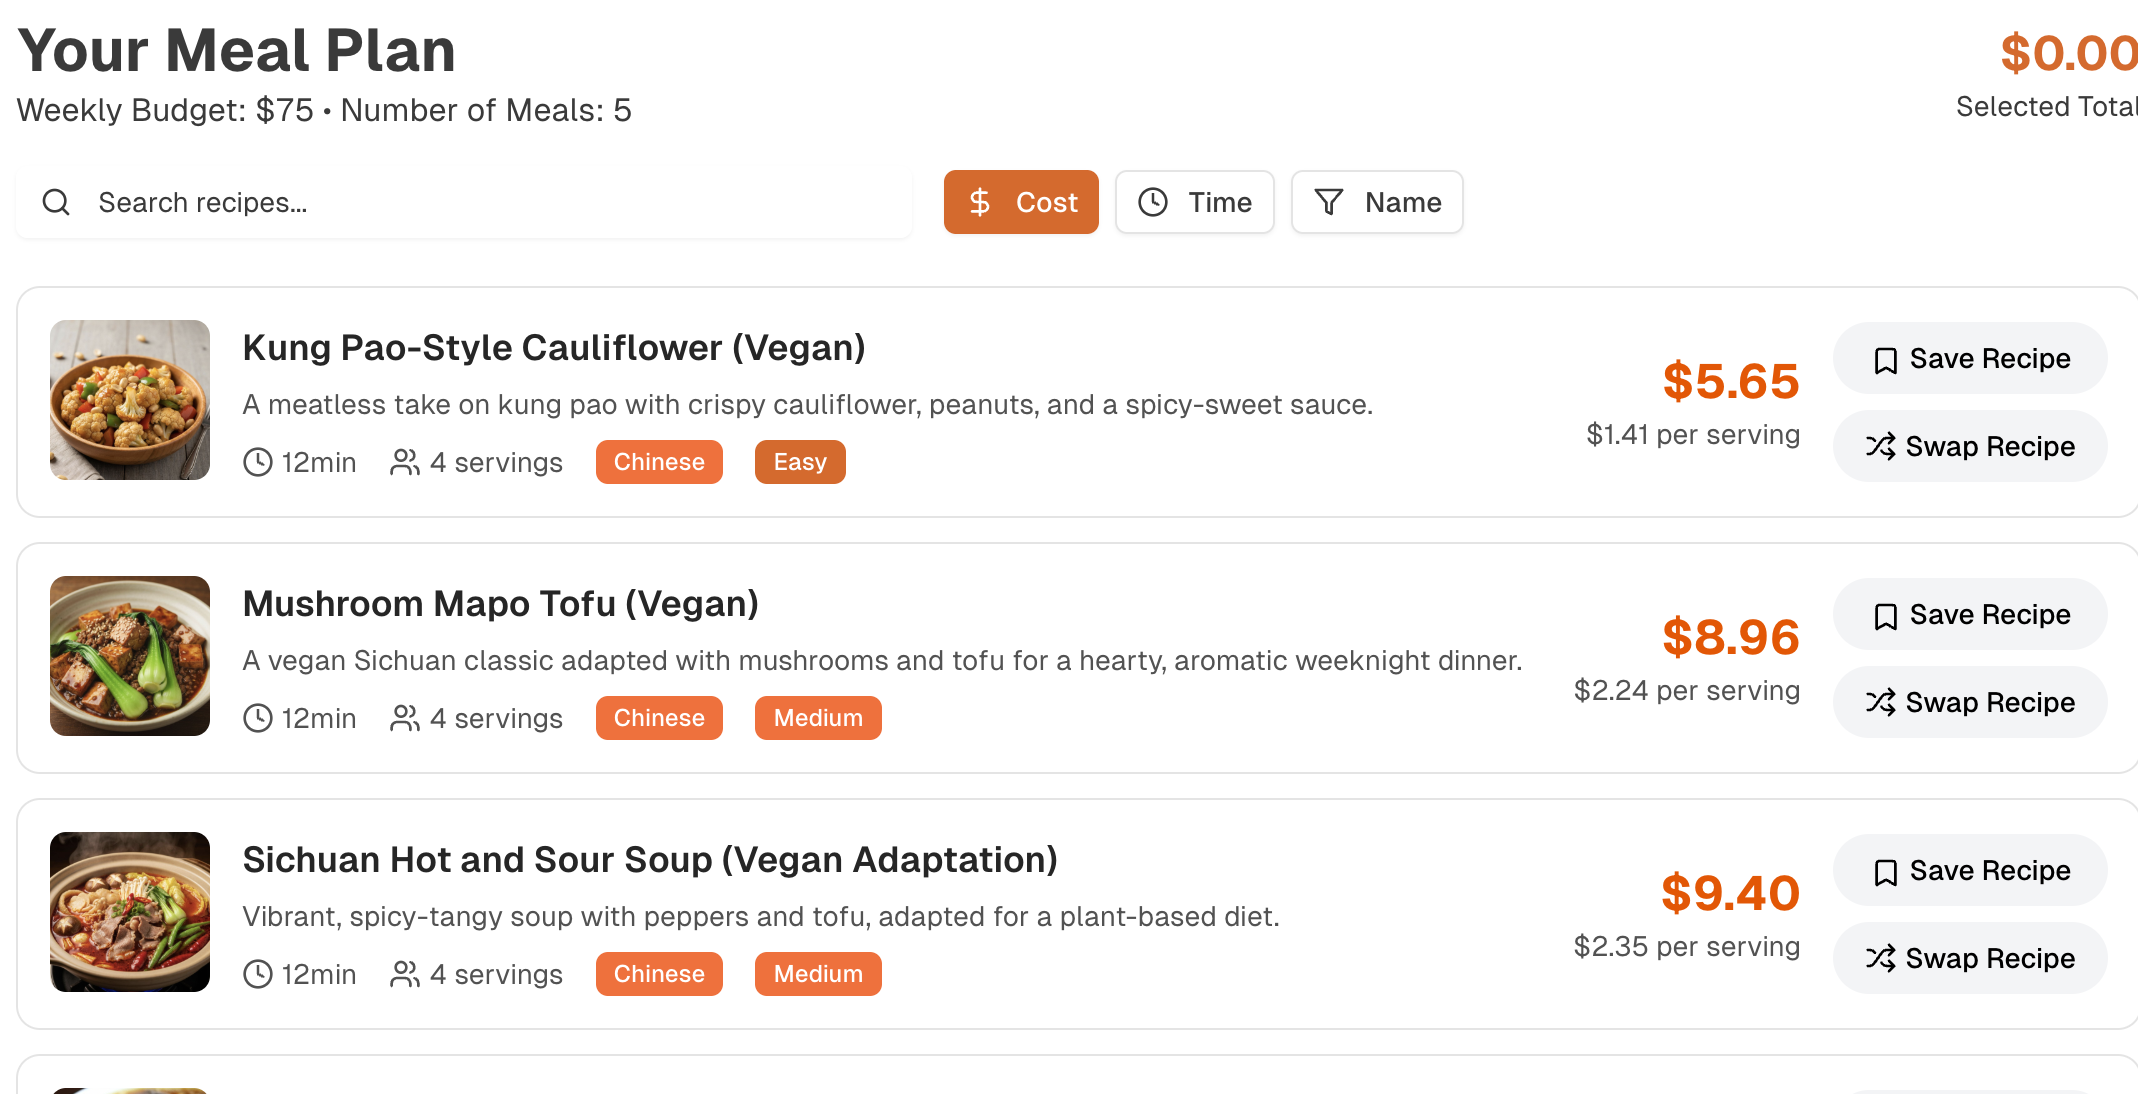 Your Meal Plan
$0.00
Weekly Budget: $75 • Number of Meals: 5
Selected Total
Search recipes...
Cost
Time
Name
Kung Pao-Style Cauliflower (Vegan)
A meatless take on kung pao with crispy cauliflower, peanuts, and a spicy-sweet sauce.
12min
4 servings
Chinese
Easy
$5.65
$1.41 per serving
Save Recipe
Swap Recipe
Mushroom Mapo Tofu (Vegan)
A vegan Sichuan classic adapted with mushrooms and tofu for a hearty, aromatic weeknight dinner.
12min
4 servings
Chinese
Medium
$8.96
$2.24 per serving
Save Recipe
Swap Recipe
Sichuan Hot and Sour Soup (Vegan Adaptation)
Vibrant, spicy-tangy soup with peppers and tofu, adapted for a plant-based diet.
12min
4 servings
Chinese
Medium
$9.40
$2.35 per serving
Save Recipe
Swap Recipe